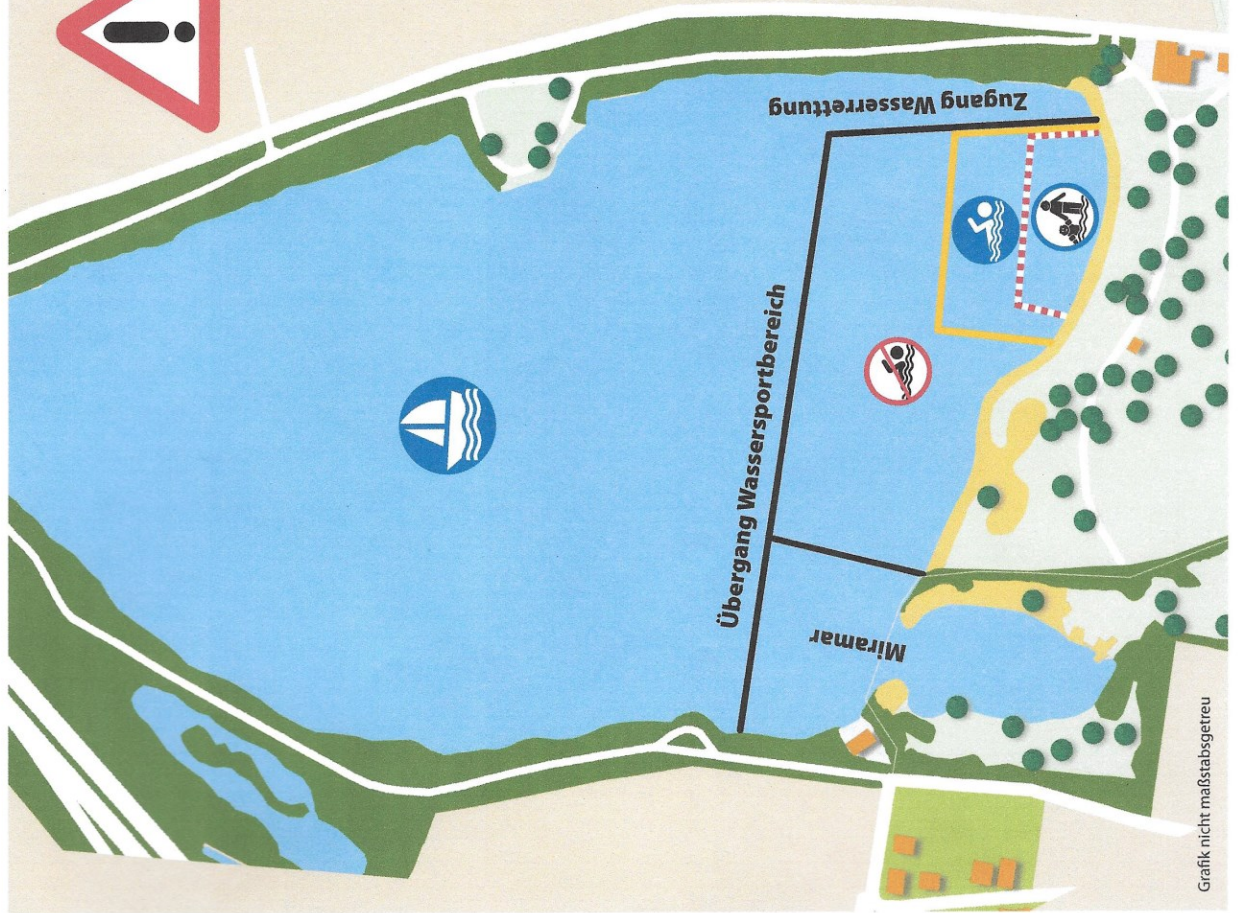 Zugang Wasserrettung
Übergang Wassersportbereich
Miramar
Grafik nicht maßstabsgetreu